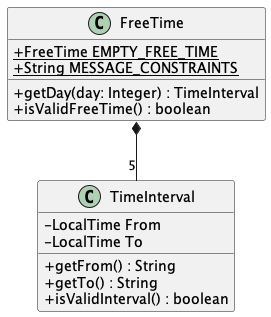 C FreeTime
+FreeTime EMPTY_FREE_TIME
+String MESSAGE_CONSTRAINTS
+getDay(day: Integer) : TimeInterval
+isValidFreeTime() : boolean
5
C TimeInterval
-LocalTime From
-LocalTime To
+getFrom() : String
+getTo() : String
+isValidInterval() : boolean